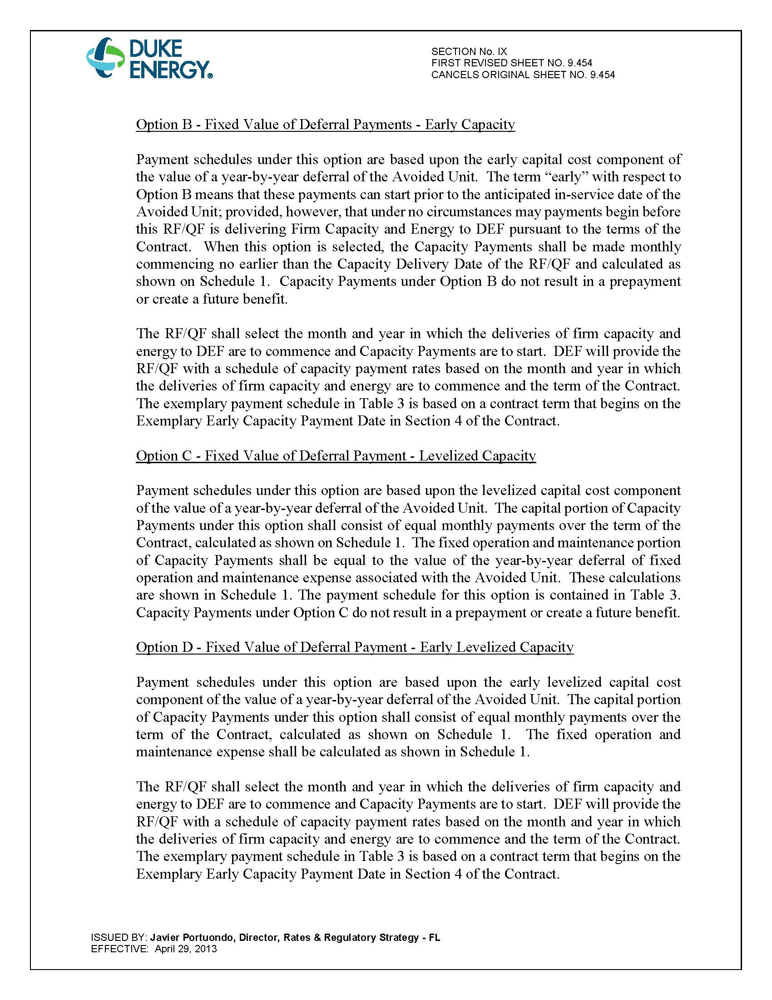 DUKE
ENERGY®
SECTION No. IX
FIRST REVISED SHEET NO. 9.454
CANCELS ORIGINAL SHEET NO. 9.454
Option B - Fixed Value of Deferral Payments - Early Capacity
Payment schedules under this option are based upon the early capital cost component of
the value of a year-by-year deferral of the Avoided Unit.  The term “early” with respect to
Option B means that these payments can start prior to the anticipated in-service date of the
Avoided Unit; provided, however, that under no circumstances may payments begin before
this RF/QF is delivering Firm Capacity and Energy to DEF pursuant to the terms of the
Contract.  When this option is selected, the Capacity Payments shall be made monthly
commencing no earlier than the Capacity Delivery Date of the RF/QF and calculated as
shown on Schedule 1.  Capacity Payments under Option B do not result in a prepayment
or create a future benefit.
The RF/QF shall select the month and year in which the deliveries of firm capacity and
energy to DEF are to commence and Capacity Payments are to start.  DEF will provide the
RF/QF with a schedule of capacity payment rates based on the month and year in which
the deliveries of firm capacity and energy are to commence and the term of the Contract.
The exemplary payment schedule in Table 3 is based on a contract term that begins on the
Exemplary Early Capacity Payment Date in Section 4 of the Contract.
Option C - Fixed Value of Deferral Payment - Levelized Capacity
Payment schedules under this option are based upon the levelized capital cost component
of the value of a year-by-year deferral of the Avoided Unit.  The capital portion of Capacity
Payments under this option shall consist of equal monthly payments over the term of the
Contract, calculated as shown on Schedule 1.  The fixed operation and maintenance portion
of Capacity Payments shall be equal to the value of the year-by-year deferral of fixed
operation and maintenance expense associated with the Avoided Unit.  These calculations
are shown in Schedule 1. The payment schedule for this option is contained in Table 3.
Capacity Payments under Option C do not result in a prepayment or create a future benefit.
Option D - Fixed Value of Deferral Payment - Early Levelized Capacity
Payment schedules under this option are based upon the early levelized capital cost
component of the value of a year-by-year deferral of the Avoided Unit.  The capital portion
of Capacity Payments under this option shall consist of equal monthly payments over the
term of the Contract, calculated as shown on Schedule 1.  The fixed operation and
maintenance expense shall be calculated as shown in Schedule 1.
The RF/QF shall select the month and year in which the deliveries of firm capacity and
energy to DEF are to commence and Capacity Payments are to start.  DEF will provide the
RF/QF with a schedule of capacity payment rates based on the month and year in which
the deliveries of firm capacity and energy are to commence and the term of the Contract.
The exemplary payment schedule in Table 3 is based on a contract term that begins on the
Exemplary Early Capacity Payment Date in Section 4 of the Contract.
ISSUED BY: Javier Portuondo, Director, Rates & Regulatory Strategy - FL
EFFECTIVE:  April 29, 2013